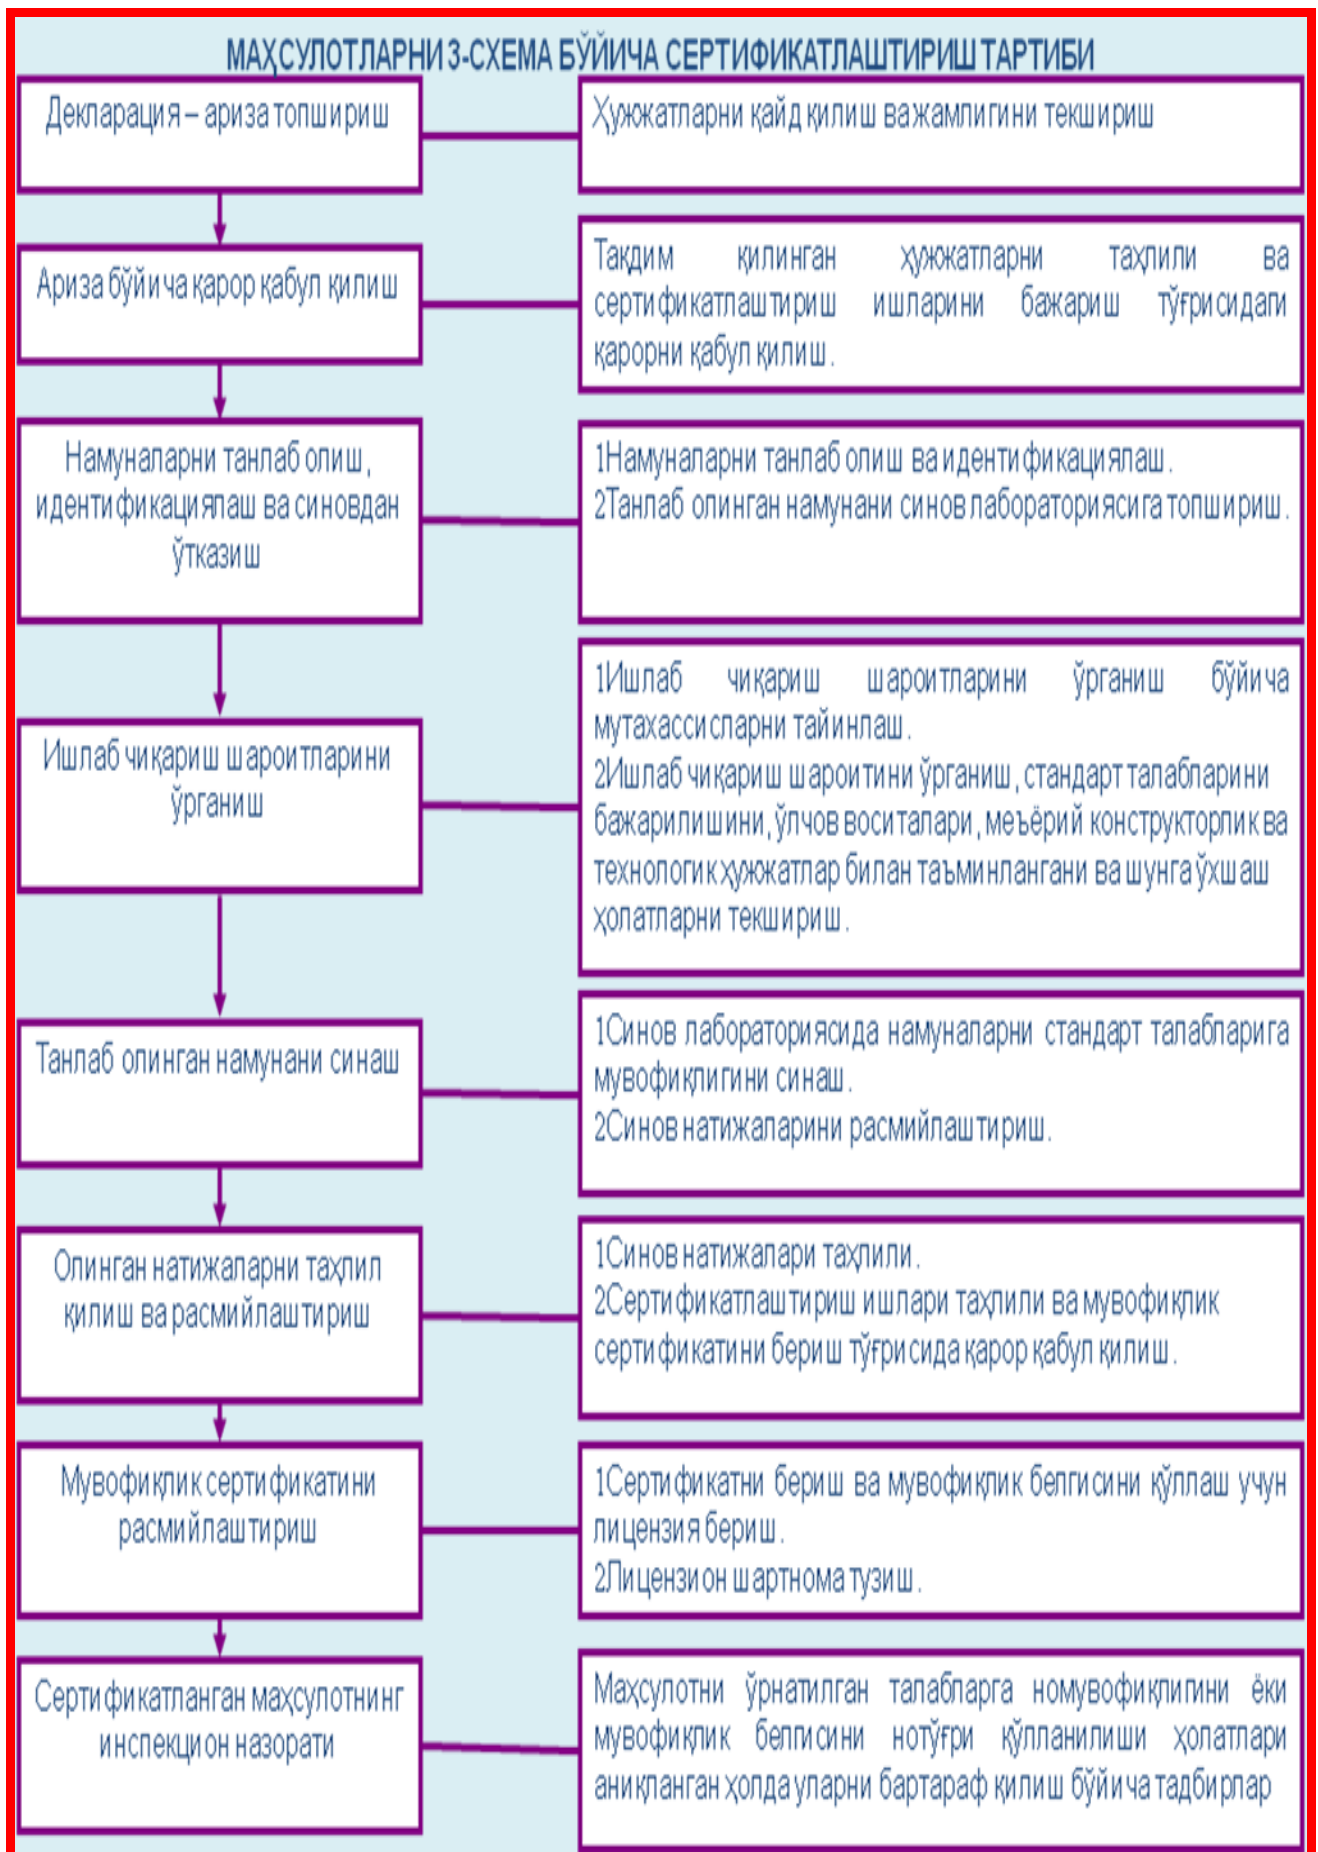 МАҲСУЛОТЛАРНИ 3-СХЕМА БЎЙИЧА СЕРТИФИКАТЛАШТИРИШ ТАРТИБИ
Декларация – ариза топшириш
Ҳужжатларни қайд қилиш ва жамлигини текшириш
Ариза бўйича қарор қабул қилиш
Тақдим қилинган ҳужжатларни таҳлили ва
сертификатлаштириш ишларини бажариш тўғрисидаги
қарорни қабул қилиш.
Намуналарни танлаб олиш,
идентификациялаш ва синовдан
ўтказиш
1Намуналарни танлаб олиш ва идентификациялаш.
2Танлаб олинган намунани синов лабораториясига топшириш.
Ишлаб чиқариш шароитларини
ўрганиш
1Ишлаб чиқариш шароитларини ўрганиш бўйича
мутахассисларни тайинлаш.
2Ишлаб чиқариш шароитини ўрганиш, стандарт талабларини
бажарилишини, ўлчов воситалари, меъёрий конструкторлик ва
технологик ҳужжатлар билан таъминлангани ва шунга ўхшаш
ҳолатларни текшириш.
Танлаб олинган намунани синаш
1Синов лабораториясида намуналарни стандарт талабларига
мувофиқлигини синаш.
2Синов натижаларини расмийлаштириш.
Олинган натижаларни таҳлил
қилиш ва расмийлаштириш
1Синов натижалари таҳлили.
2Сертификатлаштириш ишлари таҳлили ва мувофиқлик
сертификатини бериш тўғрисида қарор қабул қилиш.
Мувофиқлик сертификатини
расмийлаштириш
1Сертификатни бериш ва мувофиқлик белгисини қўллаш учун
лицензия бериш.
2Лицензион шартнома тузиш.
Сертификатланган маҳсулотнинг
инспекцион назорати
Маҳсулотни ўрнатилган талабларга номувофиқлигини ёки
мувофиқлик белгисини нотўғри қўлланилиши ҳолатлари
аниқланган ҳолда уларни бартараф қилиш бўйича тадбирлар